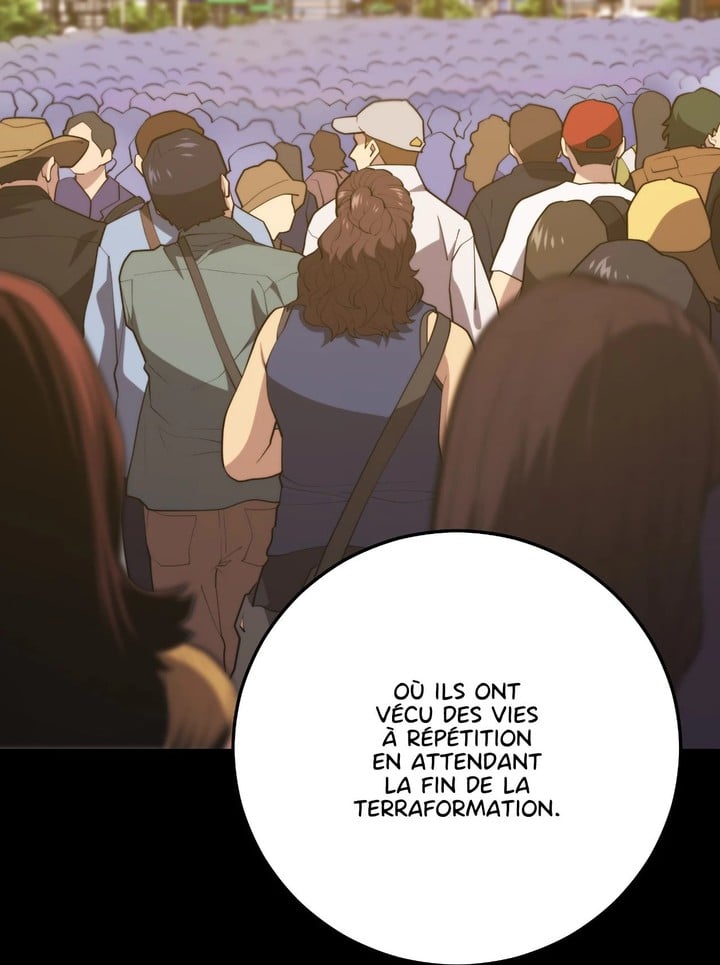 OÙ ILS ONT
VÉCU DES VIES
À RÉPÉTITION
EN ATTENDANT
LA FIN DE LA
TERRAFORMATION.